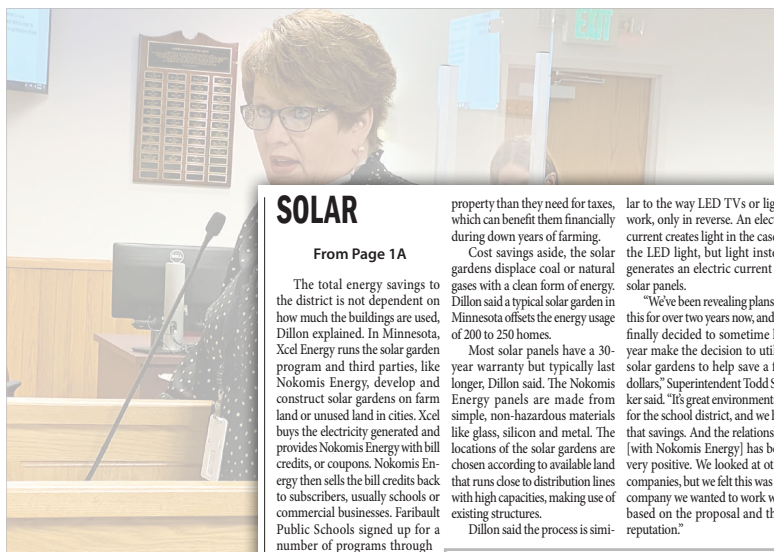 EXIT
DELL
SOLAR
From Page 1A
The total energy savings to
the district is not dependent on
how much the buildings are used,
Dillon explained. In Minnesota,
Xcel Energy runs the solar garden
program and third parties, like
Nokomis Energy, develop and
construct solar gardens on farm
land or unused land in cities. Xcel
buys the electricity generated and
provides Nokomis Energy with bill
credits, or coupons. Nokomis En-
ergy then sells the bill credits back
to subscribers, usually schools or
commercial businesses. Faribault
Public Schools signed up for a
number of programs through
property than they need for taxes,
which can benefit them financially
during down years of farming.
Cost savings aside, the solar
gardens displace coal or natural
gases with a clean form of energy.
Dillon said a typical solar garden in
Minnesota offsets the energy usage
of 200 to 250 homes.
Most solar panels have a 30-
year warranty but typically last
longer, Dillon said. The Nokomis
Energy panels are made from
simple, non-hazardous materials
like glass, silicon and metal. The
locations of the solar gardens are
chosen according to available land
that runs close to distribution lines
with high capacities, making use of
existing structures.
Dillon said the process is simi-
lar to the way LED TVs or
work, only in reverse. An
current creates light in the
the LED light, but light
generates an electric current
solar panels.
"We've been revealing plans
this for over two years now, and
finally decided to sometime
year make the decision to
solar gardens to help save a
dollars," Superintendent Todd
ker said. "It's great
for the school district, and we
that savings. And the
[with Nokomis Energy] has
very positive. We looked at
companies, but we felt this was
company we wanted to work
based on the proposal and
reputation."